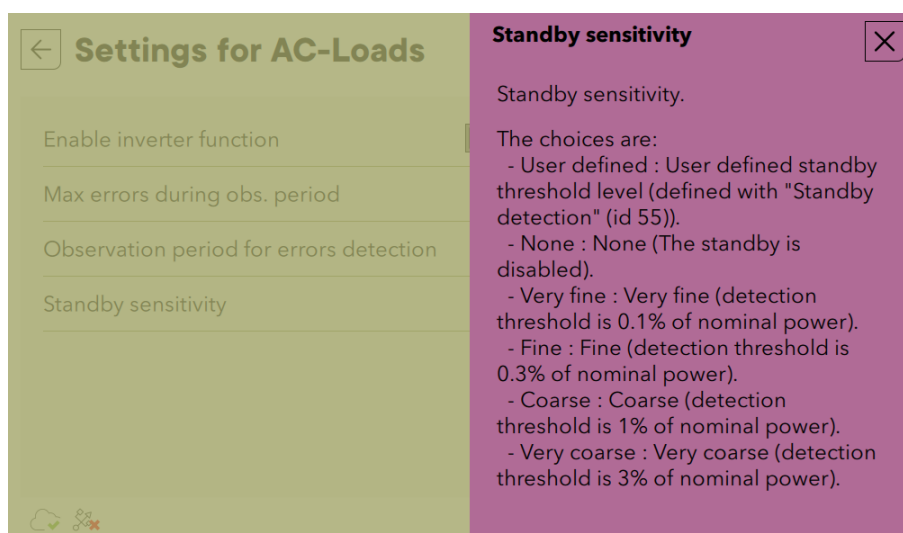 Settings for AC-Loads
Enable inverter function
Max errors during obs. period
Observation period for errors detection
Standby sensitivity
Standby sensitivity
Standby sensitivity.
The choices are:
- User defined : User defined standby
threshold level (defined with "Standby
detection" (id 55)).
- None : None (The standby is
disabled).
- Very fine : Very fine (detection
threshold is 0.1% of nominal power).
- Fine : Fine (detection threshold is
0.3% of nominal power).
- Coarse : Coarse (detection
threshold is 1% of nominal power).
- Very coarse : Very coarse (detection
threshold is 3% of nominal power).